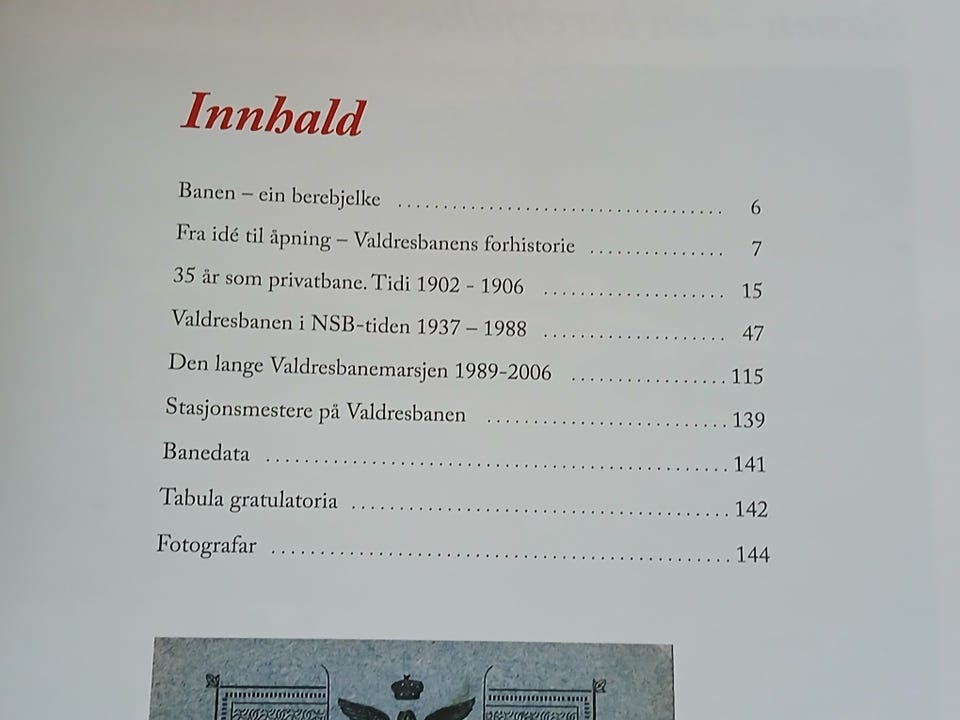 Innhald
Banen – ein berebjelke ........................................ 6
Fra idé til åpning – Valdresbanens forhistorie ................. 7
35 år som privatbane. Tidi 1902 - 1906 ....................... 15
Valdresbanen i NSB-tiden 1937 – 1988 ....................... 47
Den lange Valdresbanemarsjen 1989-2006 .................... 115
Stasjonsmestere på Valdresbanen ............................. 139
Banedata .................................................... 141
Tabula gratulatoria .......................................... 142
Fotografar ................................................... 144